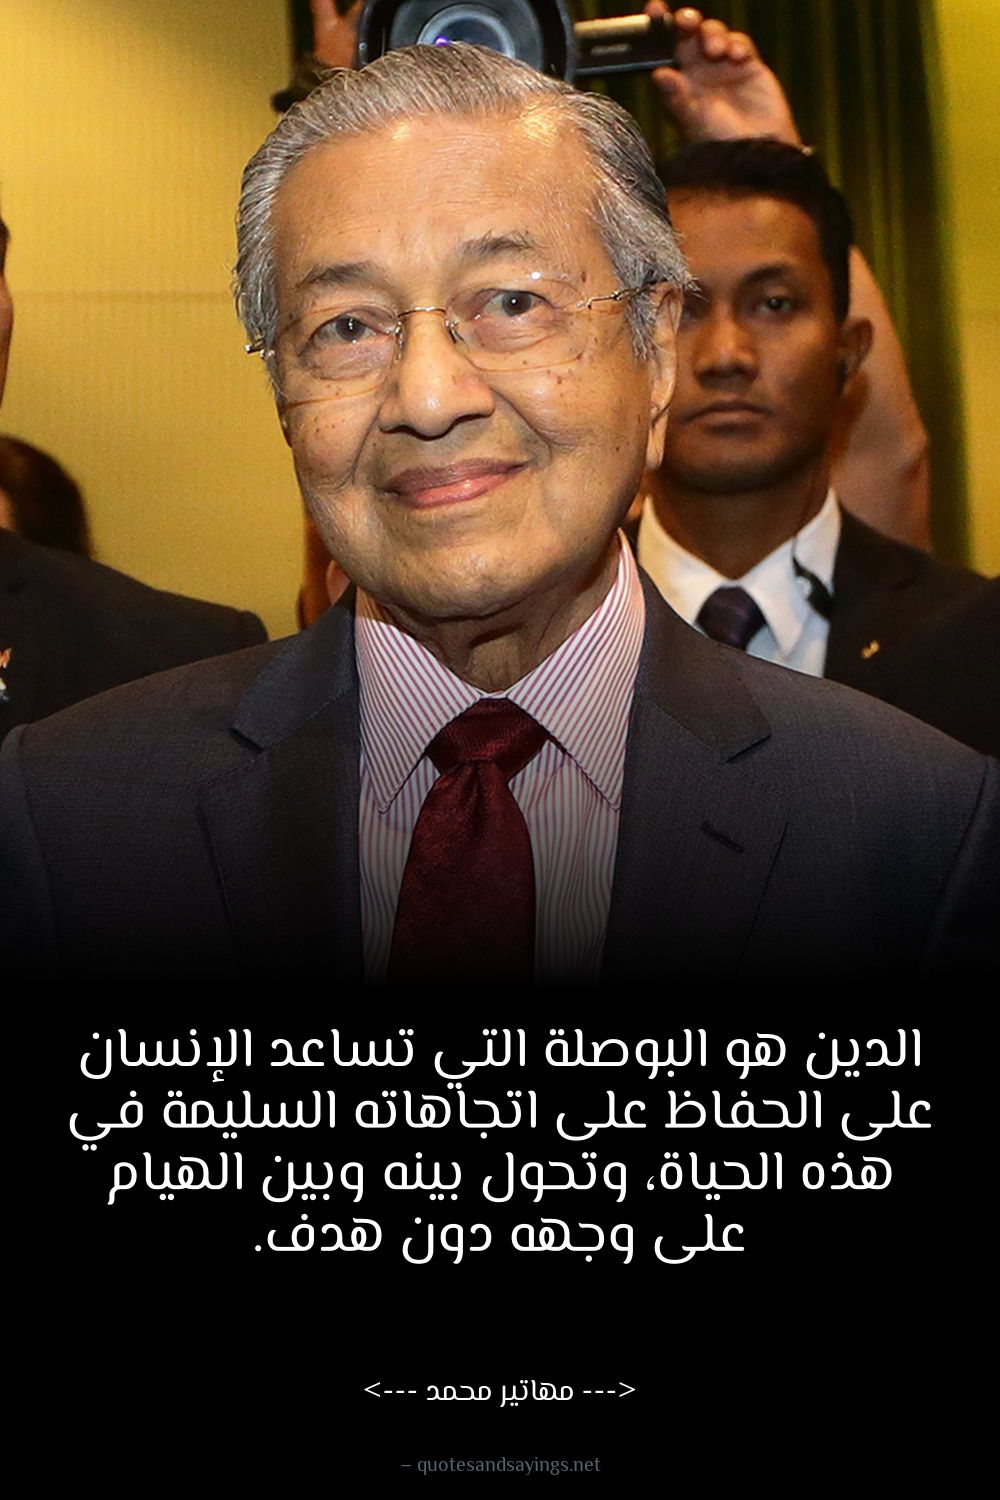 الدين هو البوصلة التي تساعد الإنسان
على الحفاظ على اتجاهاته السليمة في
هذه الحياة، وتحول بينه وبين الهيام
على وجهه دون هدف.
<--- مهاتير محمد --->
– quotesandsayings.net